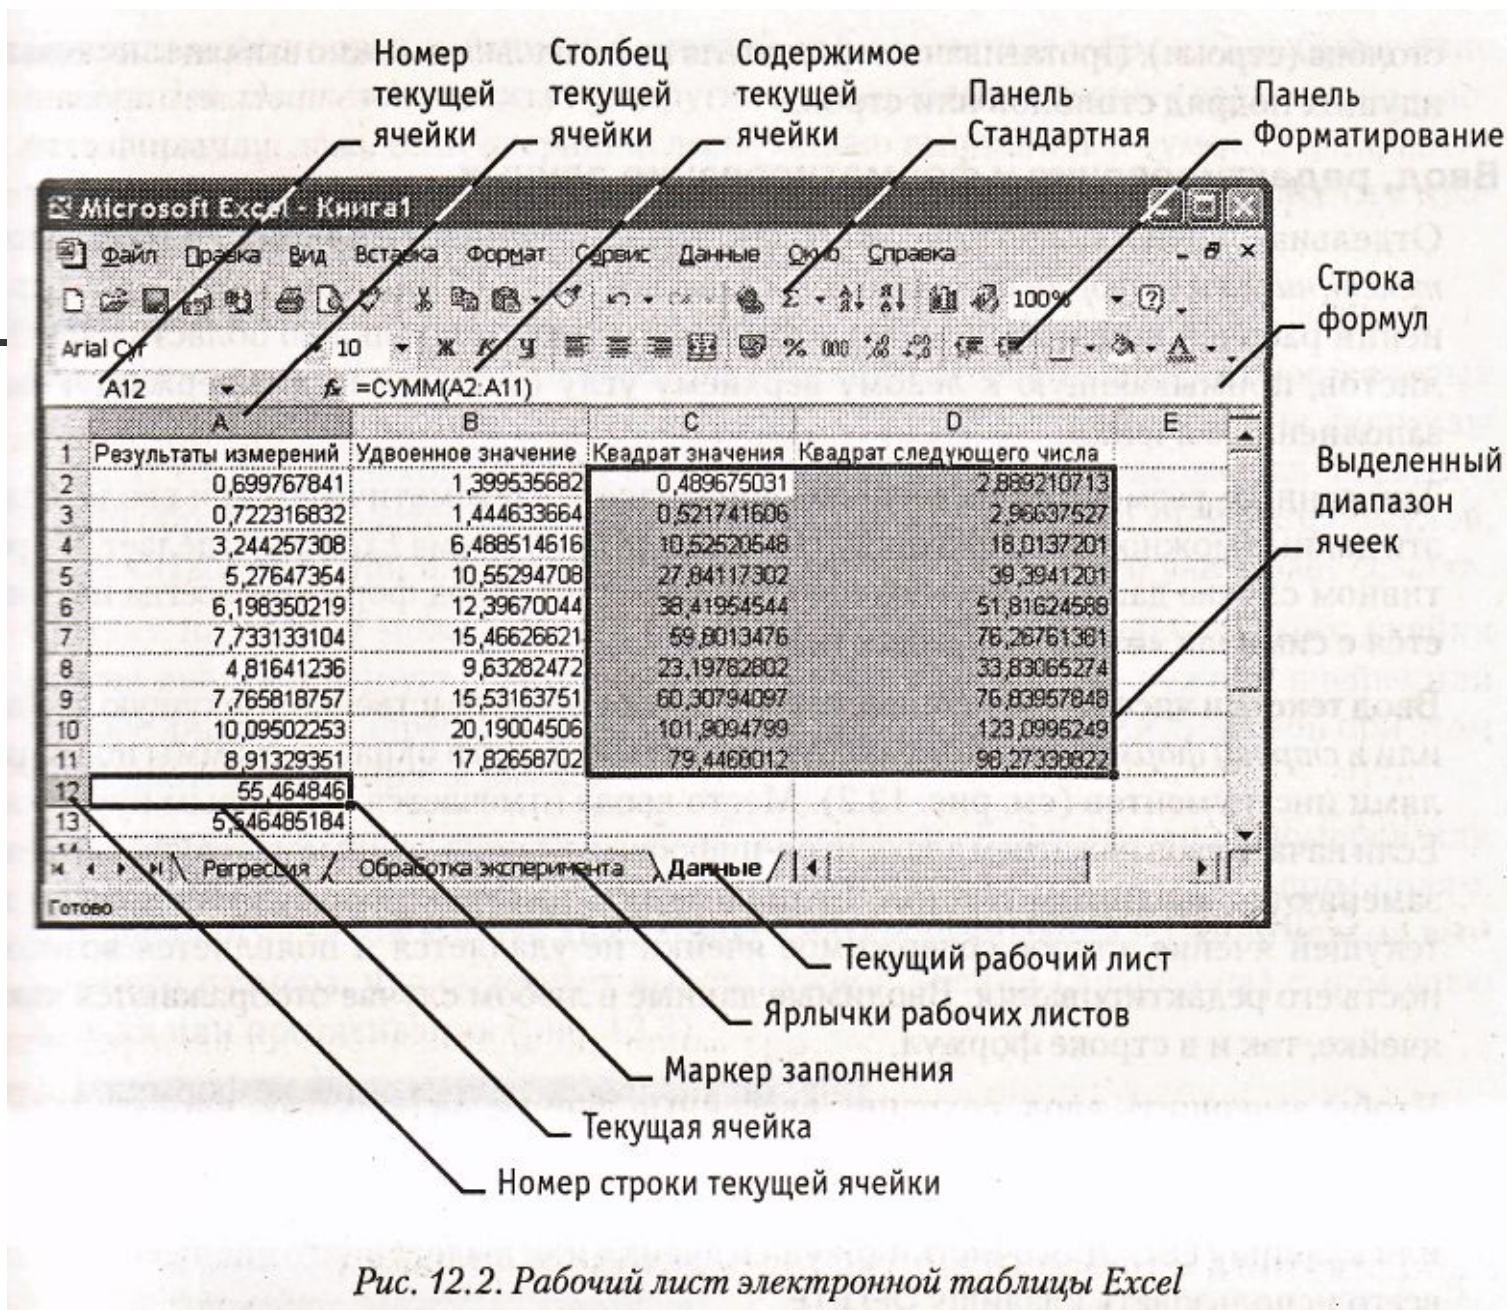 Номер
текущей
ячейки
Столбец
текущей
ячейки
Содержимое
текущей
ячейки
Панель
Стандартная
Панель
Форматирование
Microsoft Excel - Книга1
Файл Правка Вид Вставка Формат Сервис Данные Окно Справка
100%
Arial Cyr 10 Ж К Ч % 000
Строка
формул
A12 fx =СУММ(A2:A11)
A B C D E
1 Результаты измерений Удвоенное значение Квадрат значения Квадрат следующего числа
2 0,699767841 1,399535682 0,489675031 2,889210713
3 0,722316832 1,444633664 0,521741606 2,96637527
4 3,244257308 6,488514616 10,52520548 18,0137201
5 5,27647354 10,55294708 27,84117302 39,3941201
6 6,198350219 12,39670044 38,41954544 51,81624588
7 7,733133104 15,46626621 59,8013476 76,26761381
8 4,81641236 9,63282472 23,19782802 33,83065274
9 7,765818757 15,53163751 60,30794097 76,83957848
10 10,09502253 20,19004506 101,9094799 123,0995249
11 8,91329351 17,82658702 79,4468012 98,27338822
12 55,464846
13 5,546485184
Выделенный
диапазон
ячеек
Регрессия Обработка эксперимента Данные
Готово
Текущий рабочий лист
Ярлычки рабочих листов
Маркер заполнения
Текущая ячейка
Номер строки текущей ячейки
Рис. 12.2. Рабочий лист электронной таблицы Excel